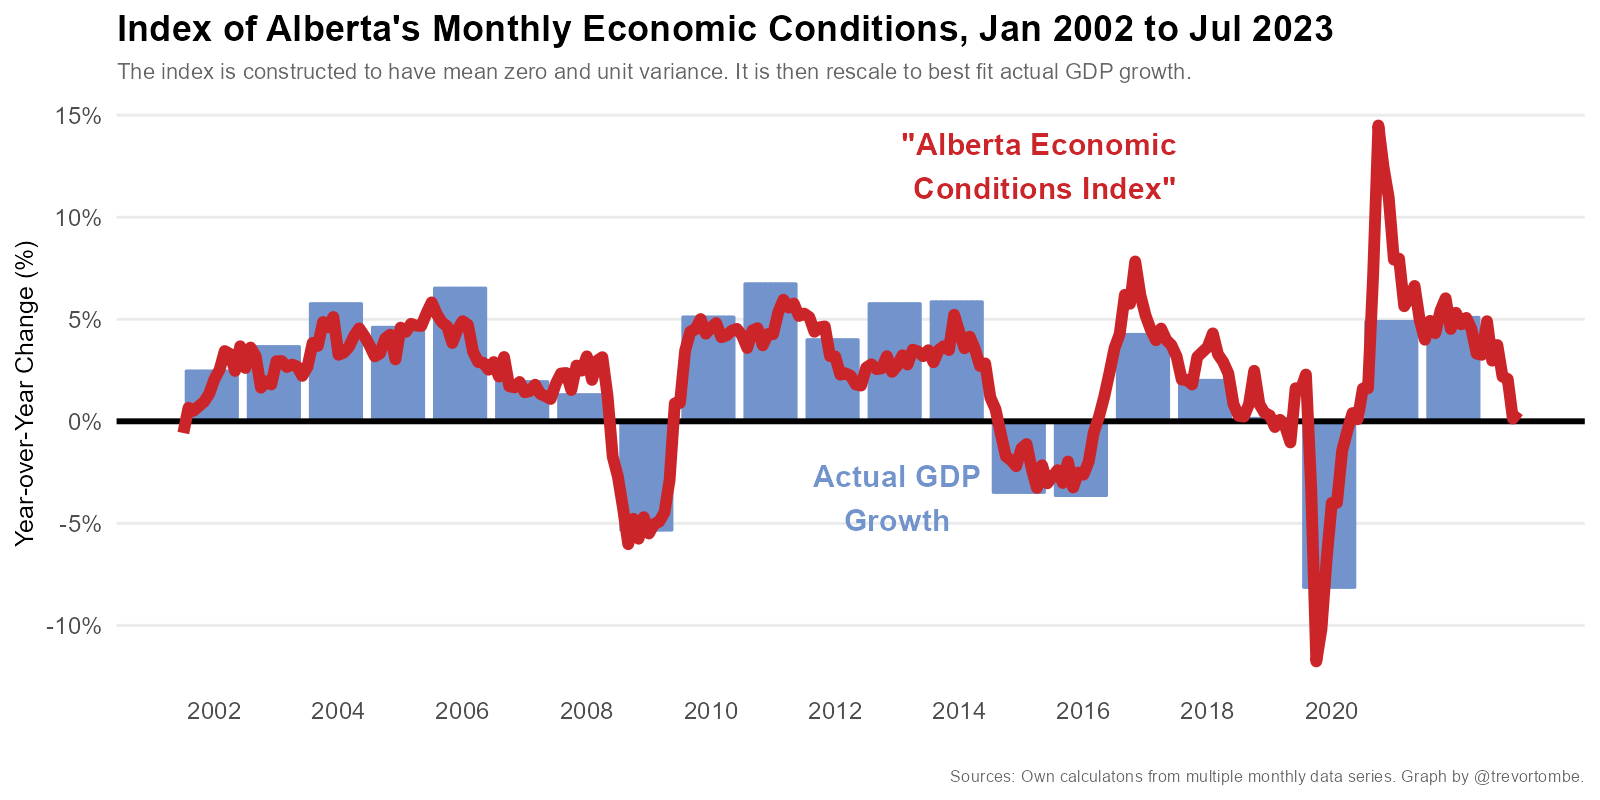 Index of Alberta's Monthly Economic Conditions, Jan 2002 to Jul 2023
The index is constructed to have mean zero and unit variance. It is then rescale to best fit actual GDP growth.
Year-over-Year Change (%)
15%
10%
5%
0%
-5%
-10%
"Alberta Economic
Conditions Index"
Actual GDP
Growth
2002 2004 2006 2008 2010 2012 2014 2016 2018 2020
Sources: Own calculatons from multiple monthly data series. Graph by @trevortombe.